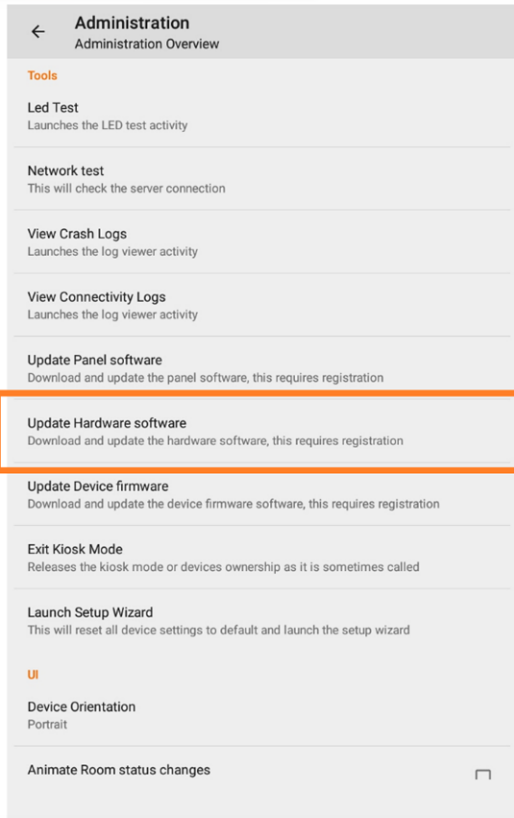 Administration
Administration Overview
Tools
Led Test
Launches the LED test activity
Network test
This will check the server connection
View Crash Logs
Launches the log viewer activity
View Connectivity Logs
Launches the log viewer activity
Update Panel software
Download and update the panel software, this requires registration
Update Hardware software
Download and update the hardware software, this requires registration
Update Device firmware
Download and update the device firmware software, this requires registration
Exit Kiosk Mode
Releases the kiosk mode or devices ownership as it is sometimes called
Launch Setup Wizard
This will reset all device settings to default and launch the setup wizard
UI
Device Orientation
Portrait
Animate Room status changes